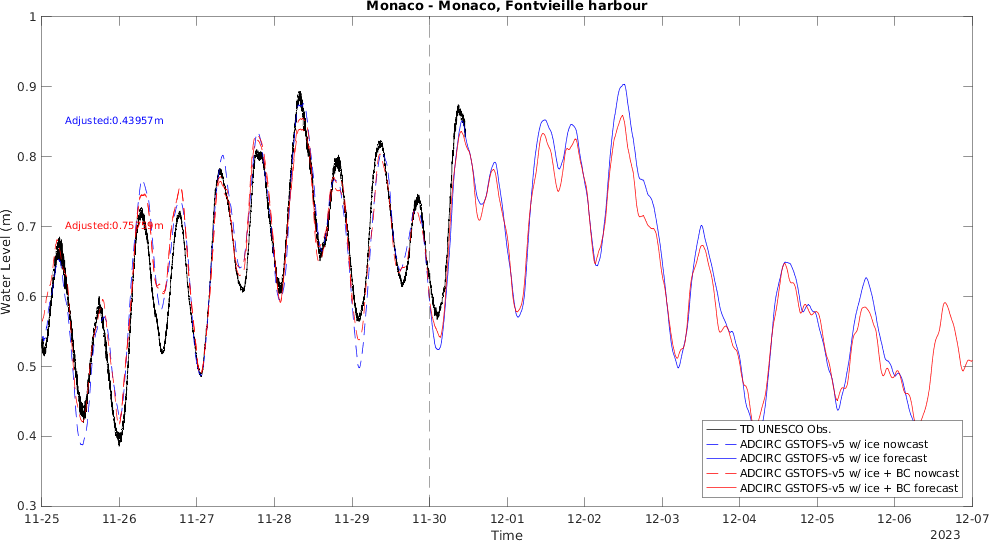 Monaco - Monaco, Fontvieille harbour
Water Level (m)
1
0.9
0.8
0.7
0.6
0.5
0.4
0.3
Adjusted:0.43957m
TD UNESCO Obs.
ADCIRC GSTOFS-v5 w/ ice nowcast
ADCIRC GSTOFS-v5 w/ ice forecast
ADCIRC GSTOFS-v5 w/ ice + BC nowcast
ADCIRC GSTOFS-v5 w/ ice + BC forecast
11-25 11-26 11-27 11-28 11-29 11-30 12-01 12-02 12-03 12-04 12-05 12-06 12-07
Time
2023